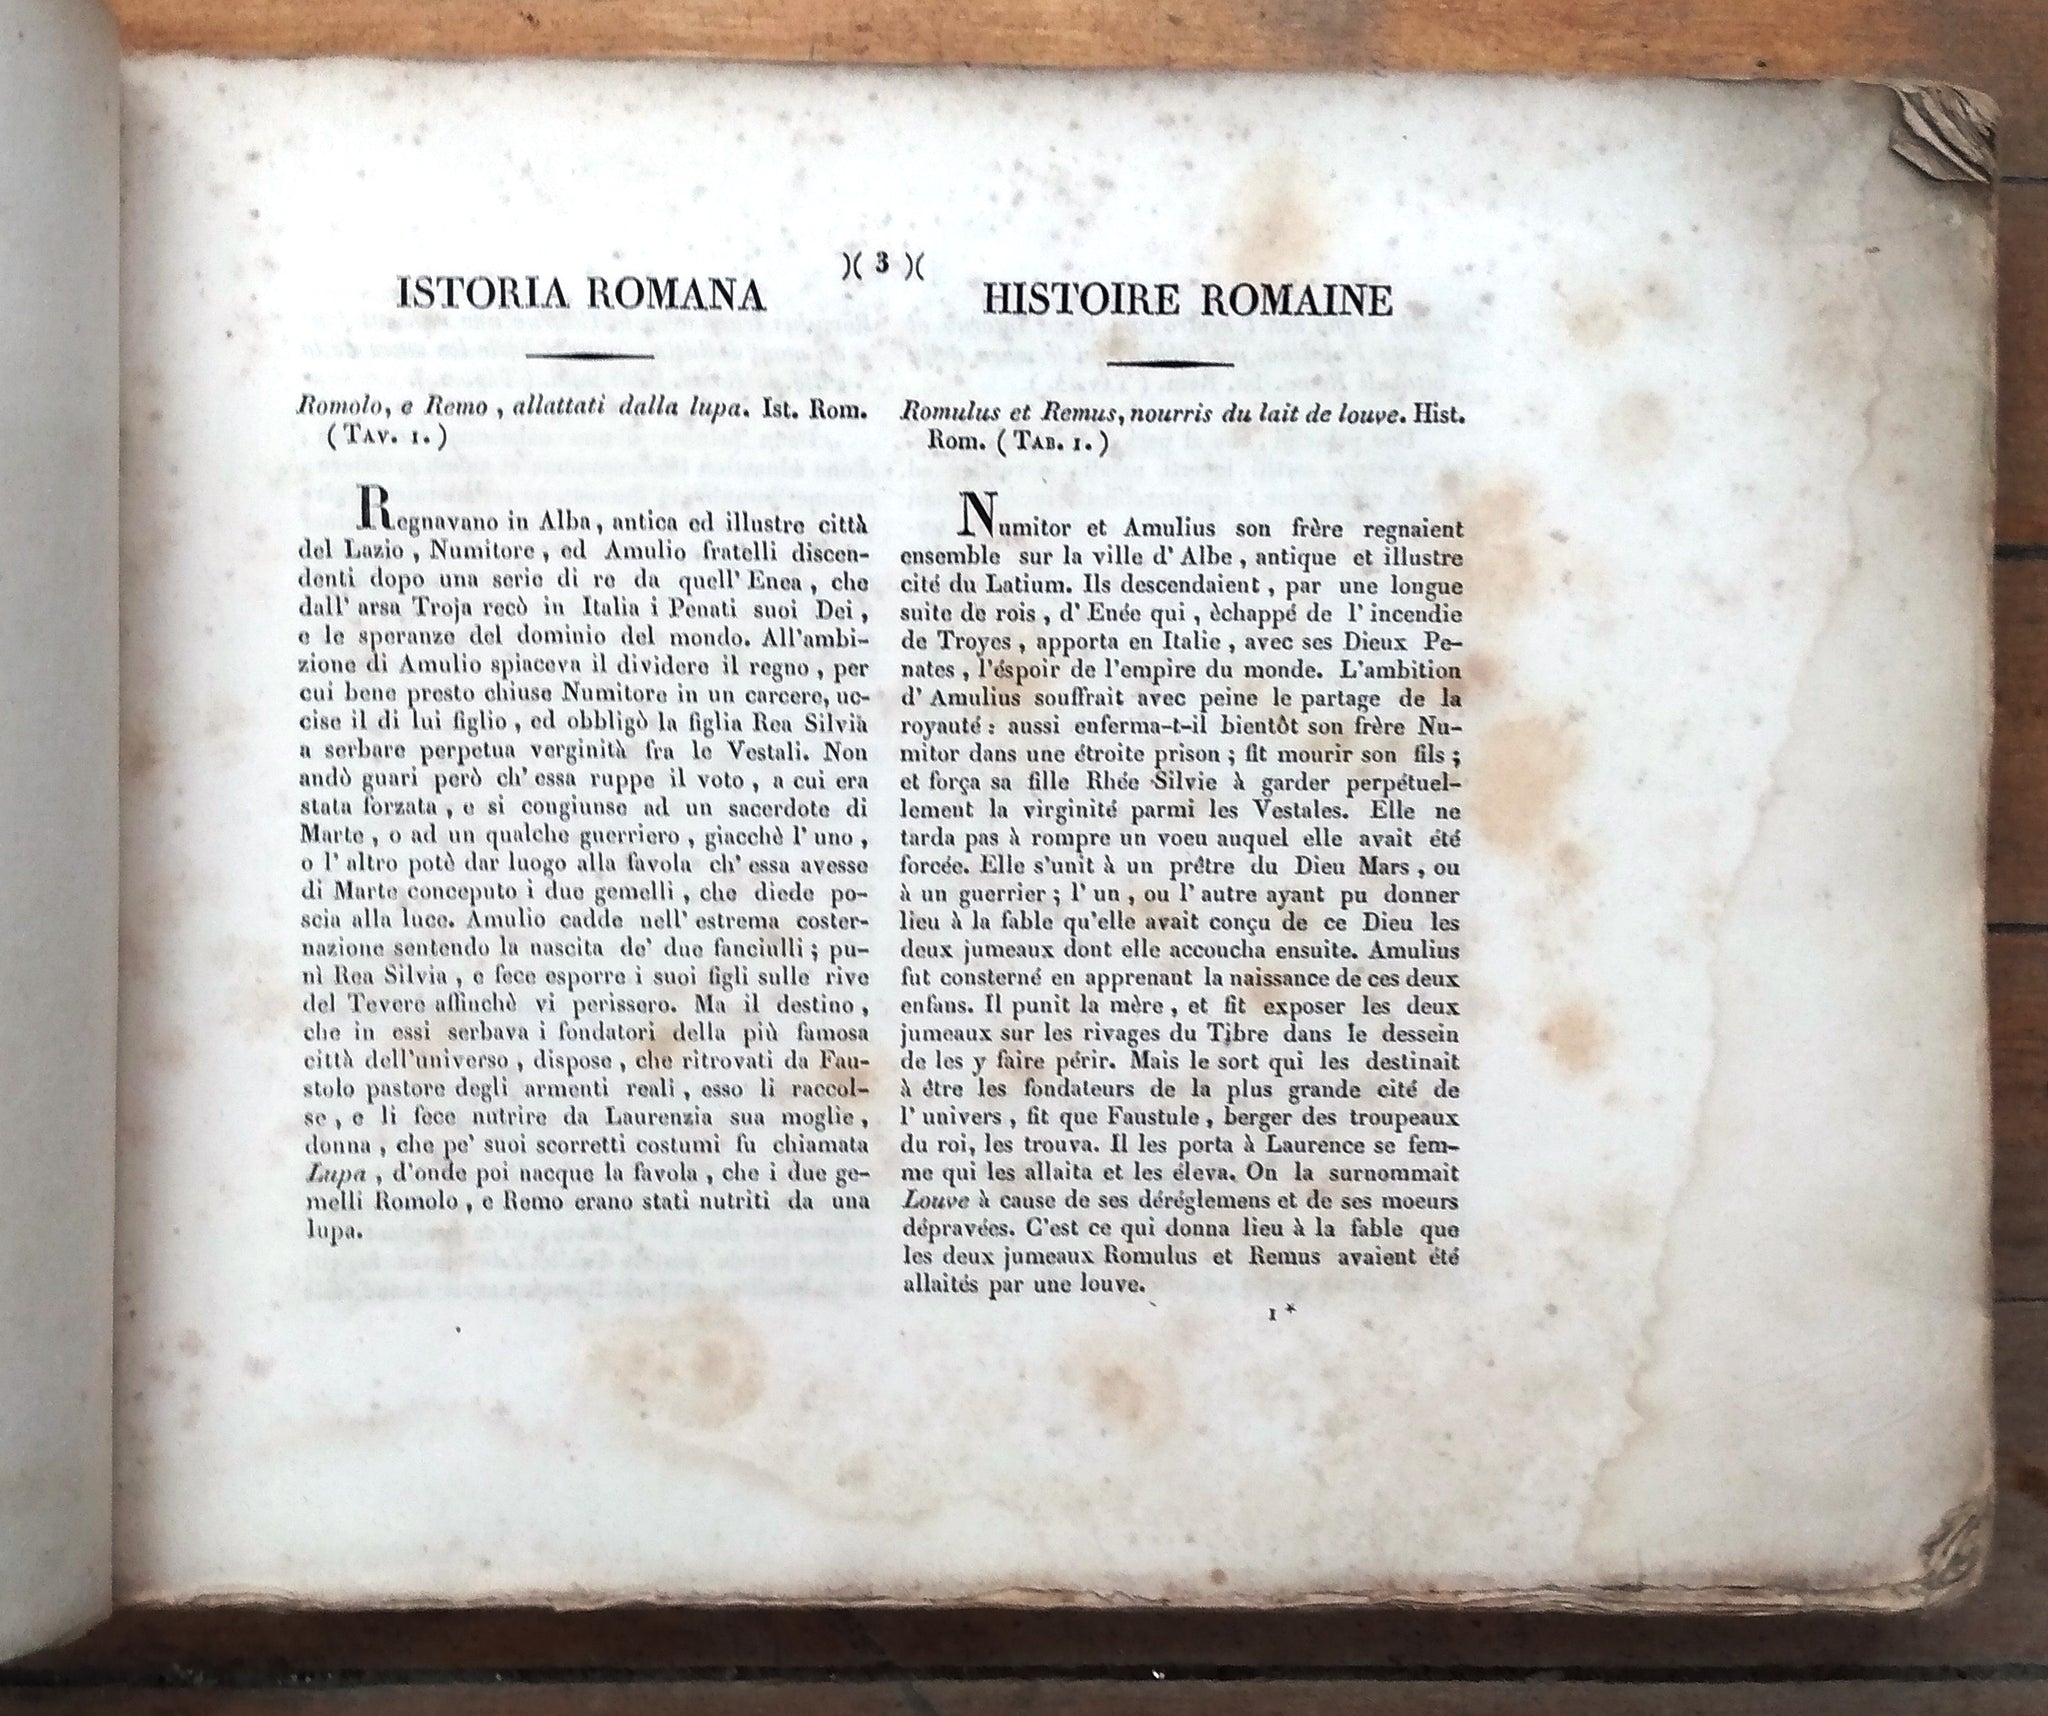 )( 3 )(
ISTORIA ROMANA
Romolo, e Remo , allattati dalla lupa. Ist. Rom.
( TAV. I. )
Regnavano in Alba , antica ed illustre città
del Lazio , Numitore , ed Amulio fratelli discen-
denti dopo una serie di re da quell' Enea , che
dall' arsa Troja recò in Italia i Penati suoi Dei ,
e le speranze del dominio del mondo. All'ambi-
zione di Amulio spiaceva il dividere il regno , per
cui bene presto chiuse Numitore in un carcere, uc-
cise il di lui figlio , ed obbligò la figlia Rea Silvia
a serbare perpetua verginità fra le Vestali. Non
andò guari però ch' essa ruppe il voto , a cui era
stata forzata , e si congiunse ad un sacerdote di
Marte , o ad un qualche guerriero , giacchè l' uno ,
o l' altro potè dar luogo alla favola ch' essa avesse
di Marte conceputo i due gemelli , che diede po-
scia alla luce. Amulio cadde nell' estrema coster-
nazione sentendo la nascita de' due fanciulli ; pu-
nì Rea Silvia , e fece esporre i suoi figli sulle rive
del Tevere affinchè vi perissero. Ma il destino ,
che in essi serbava i fondatori della più famosa
città dell'universo , dispose , che ritrovati da Fau-
stolo pastore degli armenti reali , esso li raccol-
se , e li fece nutrire da Laurenzia sua moglie ,
donna , che pe' suoi scorretti costumi fu chiamata
Lupa , d'onde poi nacque la favola , che i due ge-
melli Romolo , e Remo erano stati nutriti da una
lupa.
HISTOIRE ROMAINE
Romulus et Remus, nourris du lait de louve. Hist.
Rom. ( TAB. I. )
Numitor et Amulius son frère regnaient
ensemble sur la ville d' Albe , antique et illustre
cité du Latium. Ils descendaient , par une longue
suite de rois , d' Enée qui , èchappé de l' incendie
de Troyes , apporta en Italie , avec ses Dieux Pe-
nates , l'éspoir de l'empire du monde. L'ambition
d' Amulius souffrait avec peine le partage de la
royauté : aussi enferma-t-il bientôt son frère Nu-
mitor dans une étroite prison ; fit mourir son fils ;
et força sa fille Rhée Silvie à garder perpétuel-
lement la virginité parmi les Vestales. Elle ne
tarda pas à rompre un voeu auquel elle avait été
forcée. Elle s'unit à un prêtre du Dieu Mars , ou
à un guerrier ; l' un , ou l' autre ayant pu donner
lieu à la fable qu'elle avait conçu de ce Dieu les
deux jumeaux dont elle accoucha ensuite. Amulius
fut consterné en apprenant la naissance de ces deux
enfans. Il punit la mère , et fit exposer les deux
jumeaux sur les rivages du Tibre dans le dessein
de les y faire périr. Mais le sort qui les destinait
à être les fondateurs de la plus grande cité de
l' univers , fit que Faustule , berger des troupeaux
du roi, les trouva. Il les porta à Laurence se fem-
me qui les allaita et les éleva. On la surnommait
Louve à cause de ses déréglemens et de ses moeurs
dépravées. C'est ce qui donna lieu à la fable que
les deux jumeaux Romulus et Remus avaient été
allaités par une louve.
I *